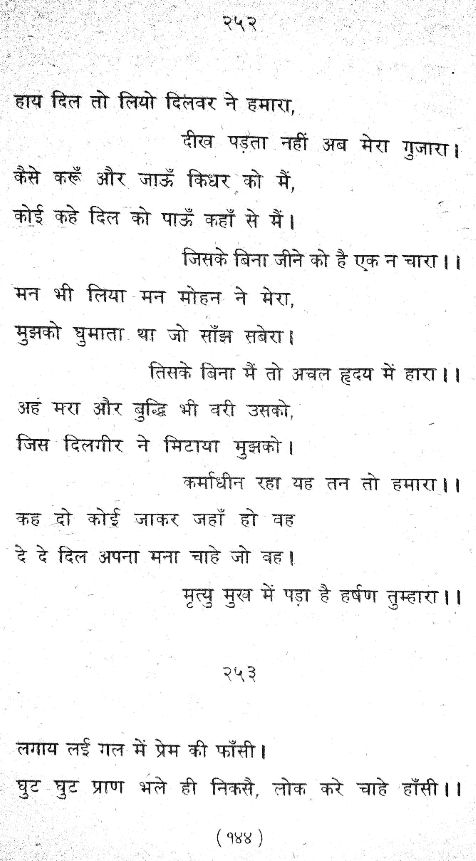 २५२
हाय दिल तो लियो दिलवर ने हमारा,
दीख पड़ता नहीं अब मेरा गुजारा।
कैसे करूँ और जाऊँ किधर को मैं,
कोई कहे दिल को पाऊँ कहाँ से मैं।
जिसके बिना जीने को है एक न चारा।।
मन भी लिया मन मोहन ने मेरा,
मुझको घुमाता था जो साँझ सबेरा।
तिसके बिना मैं तो अचल हृदय में हारा।।
अहं मरा और बुद्धि भी वरी उसको,
जिस दिलगीर ने मिटाया मुझको।
कर्माधीन रहा यह तन तो हमारा।।
कह दो कोई जाकर जहाँ हो वह
दे दे दिल अपना मना चाहे जो वह।
मृत्यु मुख में पड़ा है हर्षण तुम्हारा।।
२५३
लगाय लई गल में प्रेम की फाँसी।
घुट घुट प्राण भले ही निकसै, लोक करे चाहे हाँसी।।
(१४४)